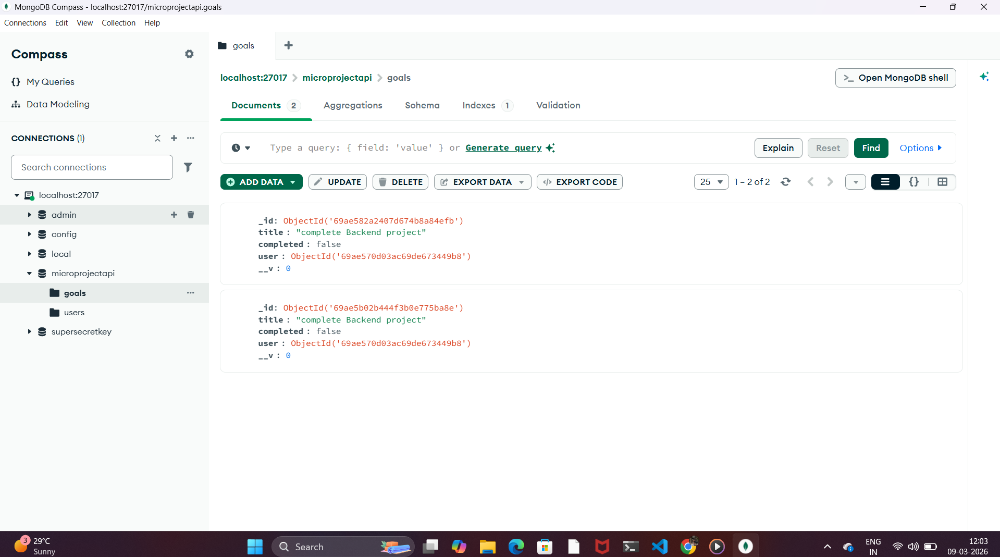 MongoDB Compass - localhost:27017/microprojectapi.goals
Connections Edit View Collection Help
Compass
My Queries
Data Modeling
CONNECTIONS (1)
Search connections
localhost:27017
admin
config
local
microprojectapi
goals
users
supersecretkey
goals
localhost:27017 microprojectapi goals
>_ Open MongoDB shell
Documents 2 Aggregations Schema Indexes 1 Validation
Type a query: { field: 'value' } or Generate query
Explain Reset Find Options
ADD DATA UPDATE DELETE EXPORT DATA EXPORT CODE
25 1 – 2 of 2
_id: ObjectId('69ae582a2407d674b8a84efb')
title : "complete Backend project"
completed : false
user : ObjectId('69ae570d03ac69de673449b8')
__v : 0
_id: ObjectId('69ae5b02b444f3b0e775ba8e')
title : "complete Backend project"
completed : false
user : ObjectId('69ae570d03ac69de673449b8')
__v : 0
3
29°C
Sunny
Search
ENG
IN
12:03
09-03-2026